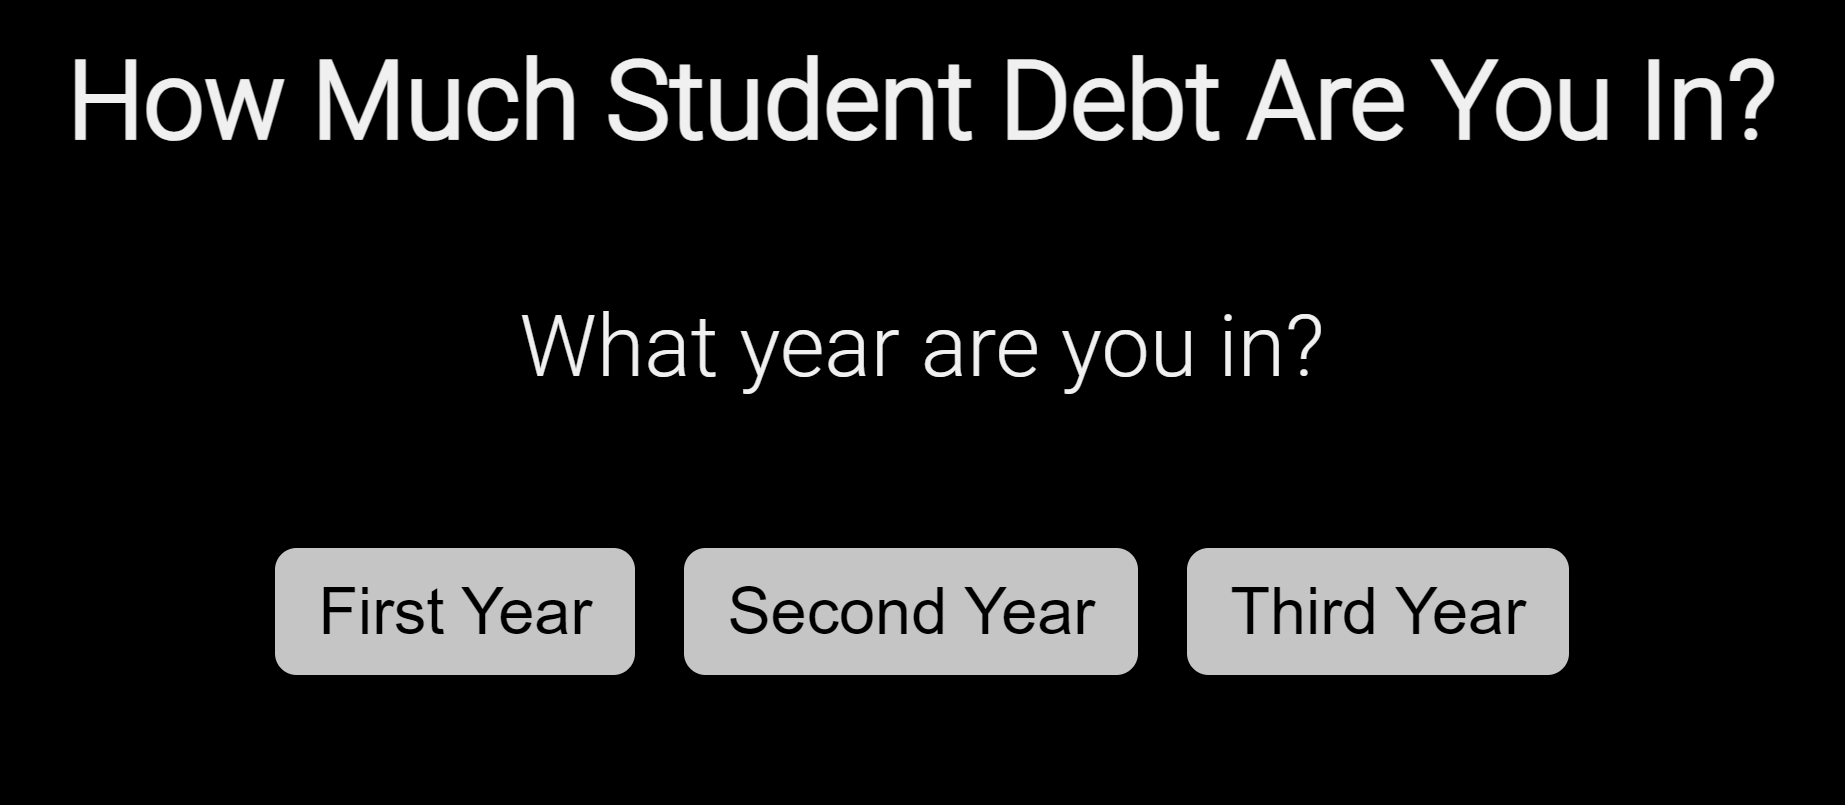 How Much Student Debt Are You In?
What year are you in?
First Year
Second Year
Third Year